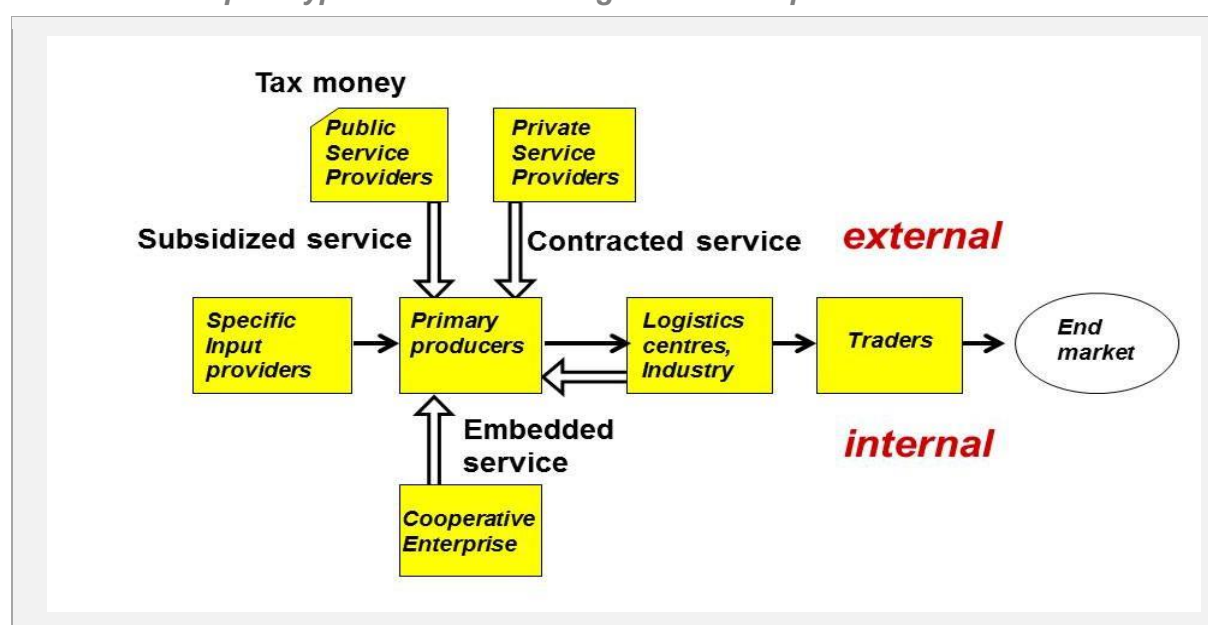 Tax money
Public
Service
Providers
Private
Service
Providers
Subsidized service
Contracted service
external
Specific
Input
providers
Primary
producers
Logistics
centres,
Industry
Traders
End
market
Embedded
service
internal
Cooperative
Enterprise